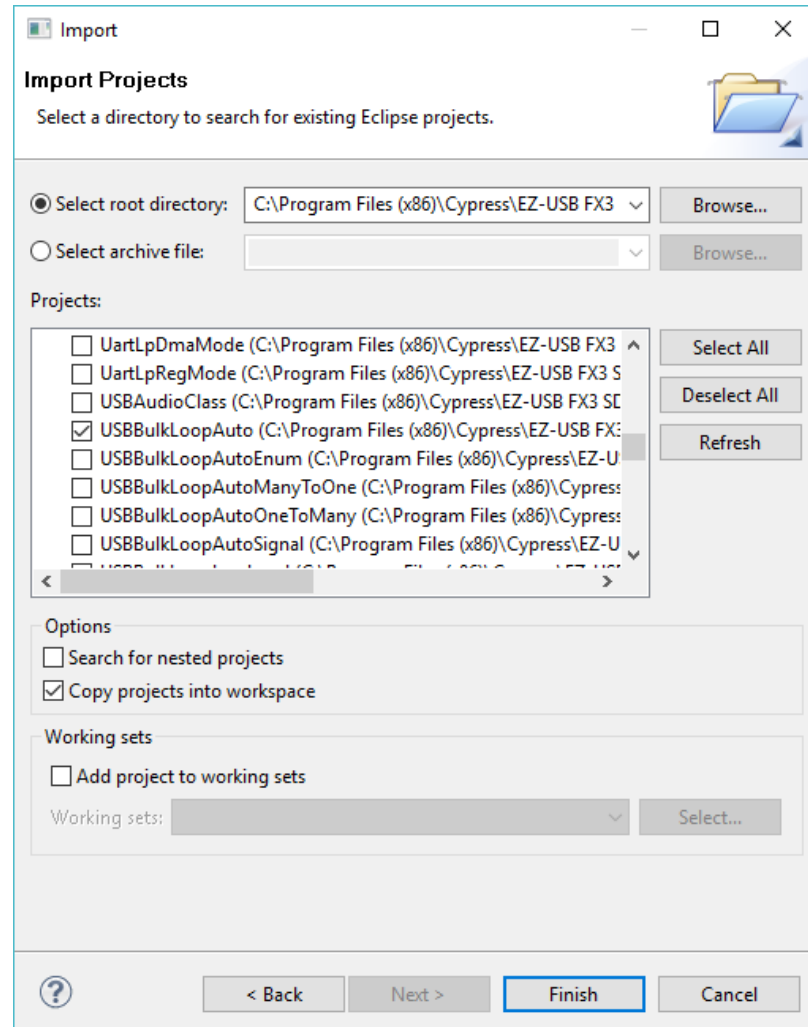 Import
Import Projects
Select a directory to search for existing Eclipse projects.
Select root directory: C:\Program Files (x86)\Cypress\EZ-USB FX3 Browse...
Select archive file: Browse...
Projects:
UartLpDmaMode (C:\Program Files (x86)\Cypress\EZ-USB FX3 Select All
UartLpRegMode (C:\Program Files (x86)\Cypress\EZ-USB FX3 S
USBAudioClass (C:\Program Files (x86)\Cypress\EZ-USB FX3 SD Deselect All
USBBulkLoopAuto (C:\Program Files (x86)\Cypress\EZ-USB FX3 Refresh
USBBulkLoopAutoEnum (C:\Program Files (x86)\Cypress\EZ-U
USBBulkLoopAutoManyToOne (C:\Program Files (x86)\Cypress
USBBulkLoopAutoOneToMany (C:\Program Files (x86)\Cypress
USBBulkLoopAutoSignal (C:\Program Files (x86)\Cypress\EZ-U
Options
Search for nested projects
Copy projects into workspace
Working sets
Add project to working sets
Working sets: Select...
? < Back Next > Finish Cancel